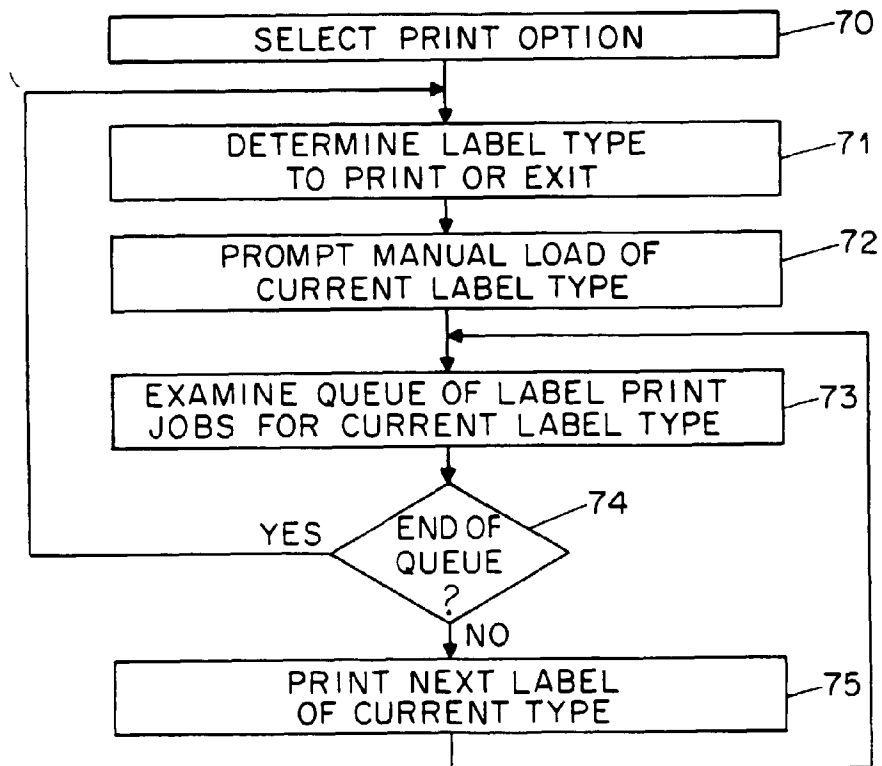 SELECT PRINT OPTION
70
DETERMINE LABEL TYPE
TO PRINT OR EXIT
71
PROMPT MANUAL LOAD OF
CURRENT LABEL TYPE
72
EXAMINE QUEUE OF LABEL PRINT
JOBS FOR CURRENT LABEL TYPE
73
YES
END OF
QUEUE
?
74
NO
PRINT NEXT LABEL
OF CURRENT TYPE
75